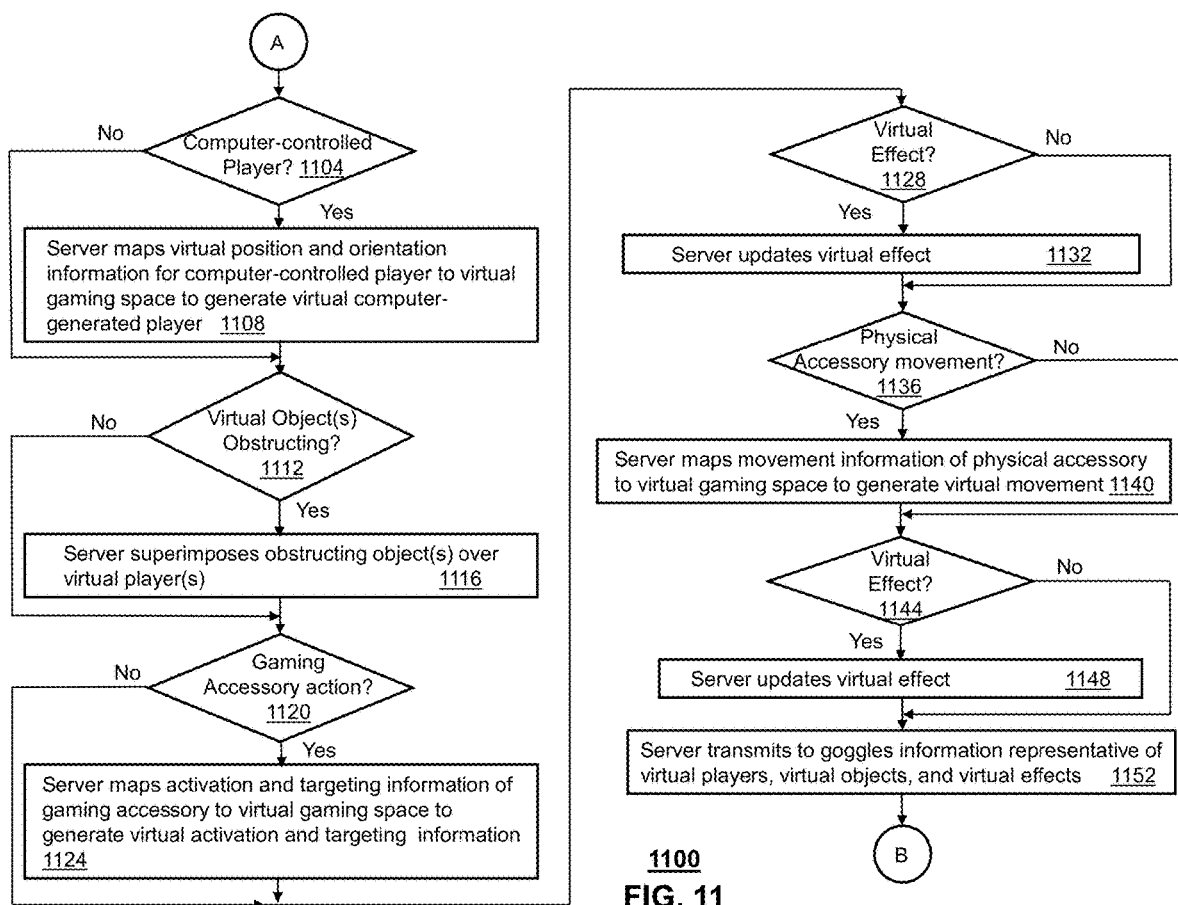 A
No
Computer-controlled
Player? 1104
Yes
Server maps virtual position and orientation
information for computer-controlled player to virtual
gaming space to generate virtual computer-
generated player 1108
No
Virtual Object(s)
Obstructing?
1112
Yes
Server superimposes obstructing object(s) over
virtual player(s) 1116
No
Gaming
Accessory action?
1120
Yes
Server maps activation and targeting information of
gaming accessory to virtual gaming space to
generate virtual activation and targeting information
1124
Virtual
Effect?
1128
No
Yes
Server updates virtual effect 1132
Physical
Accessory movement?
1136
No
Yes
Server maps movement information of physical accessory
to virtual gaming space to generate virtual movement 1140
Virtual
Effect?
1144
No
Yes
Server updates virtual effect 1148
Server transmits to goggles information representative of
virtual players, virtual objects, and virtual effects 1152
B
1100
FIG. 11